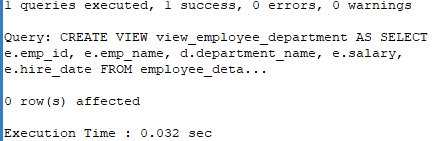 1 queries executed, 1 success, 0 errors, 0 warnings
Query: CREATE VIEW view_employee_department AS SELECT
e.emp_id, e.emp_name, d.department_name, e.salary,
e.hire_date FROM employee_deta...
0 row(s) affected
Execution Time : 0.032 sec